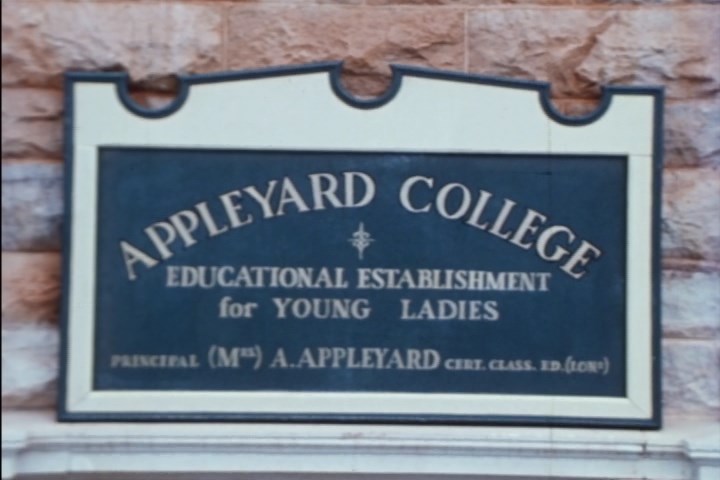 APPLEYARD COLLEGE
EDUCATIONAL ESTABLISHMENT
for YOUNG LADIES
PRINCIPAL (Mrs) A. APPLEYARD CERT. CLASS. ED. (LOND)